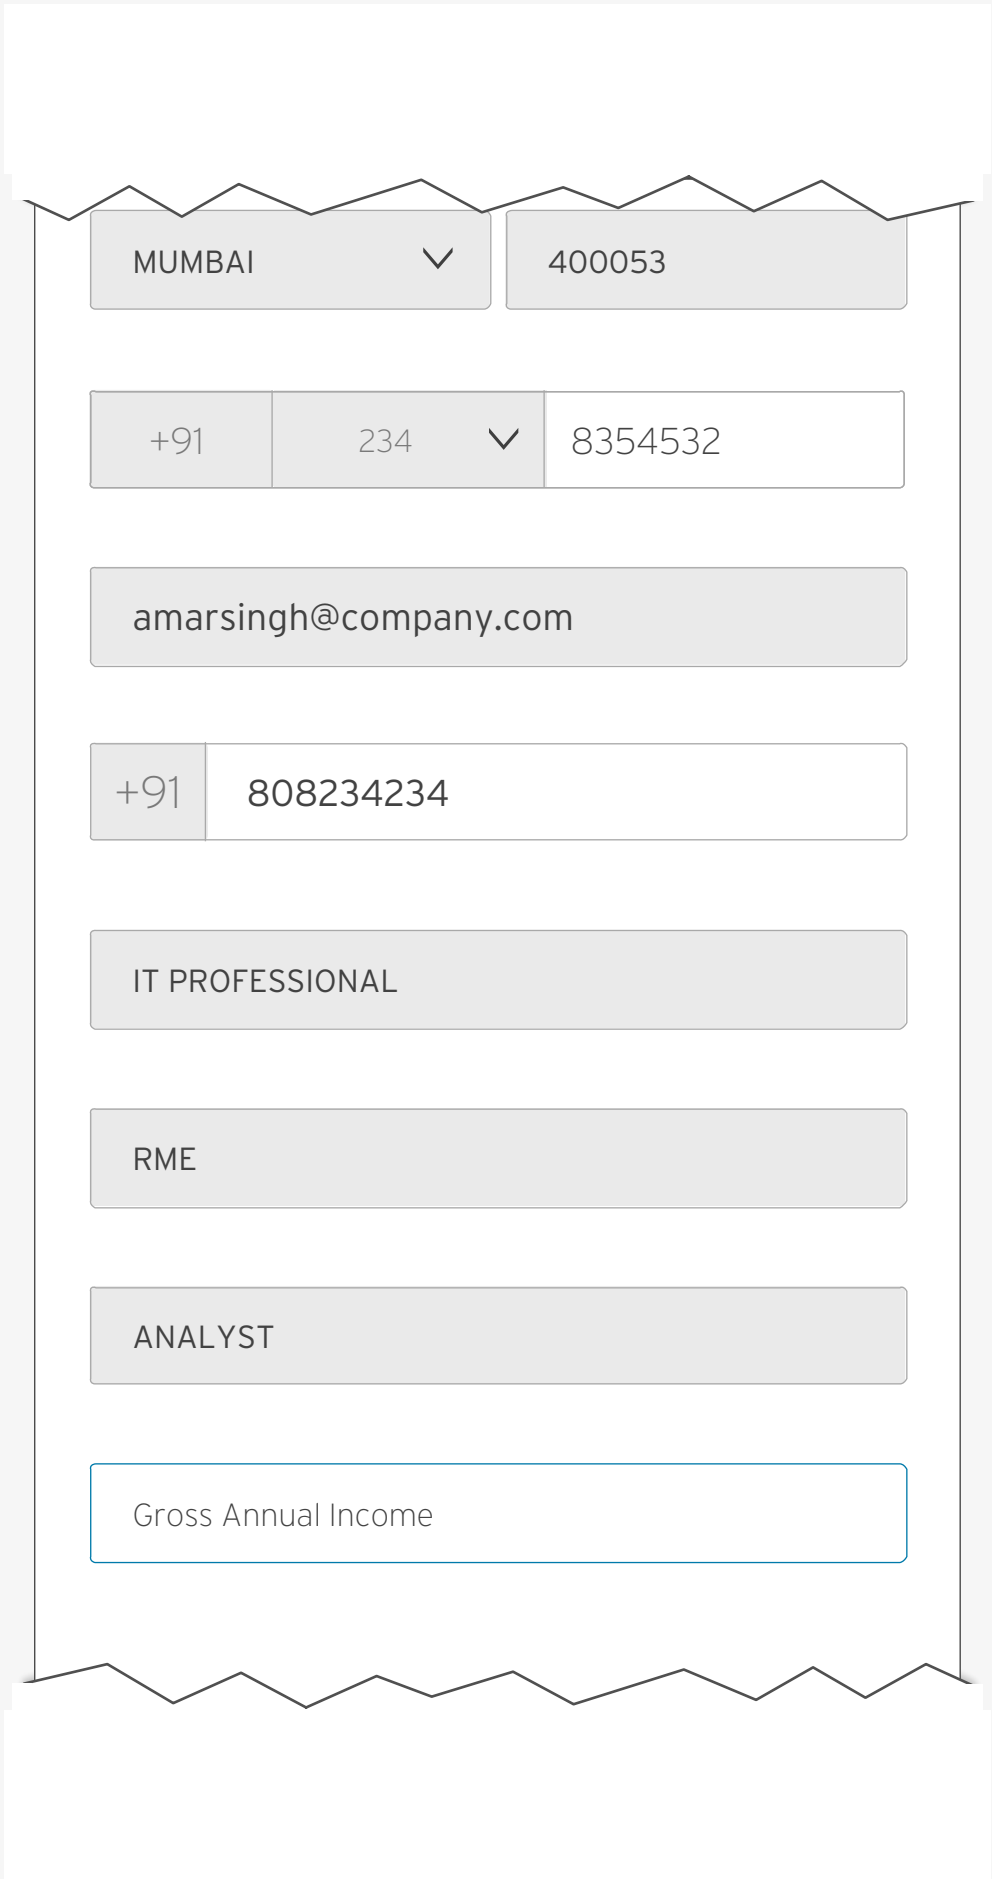 MUMBAI 400053
+91 234 8354532
amarsingh@company.com
+91 808234234
IT PROFESSIONAL
RME
ANALYST
Gross Annual Income